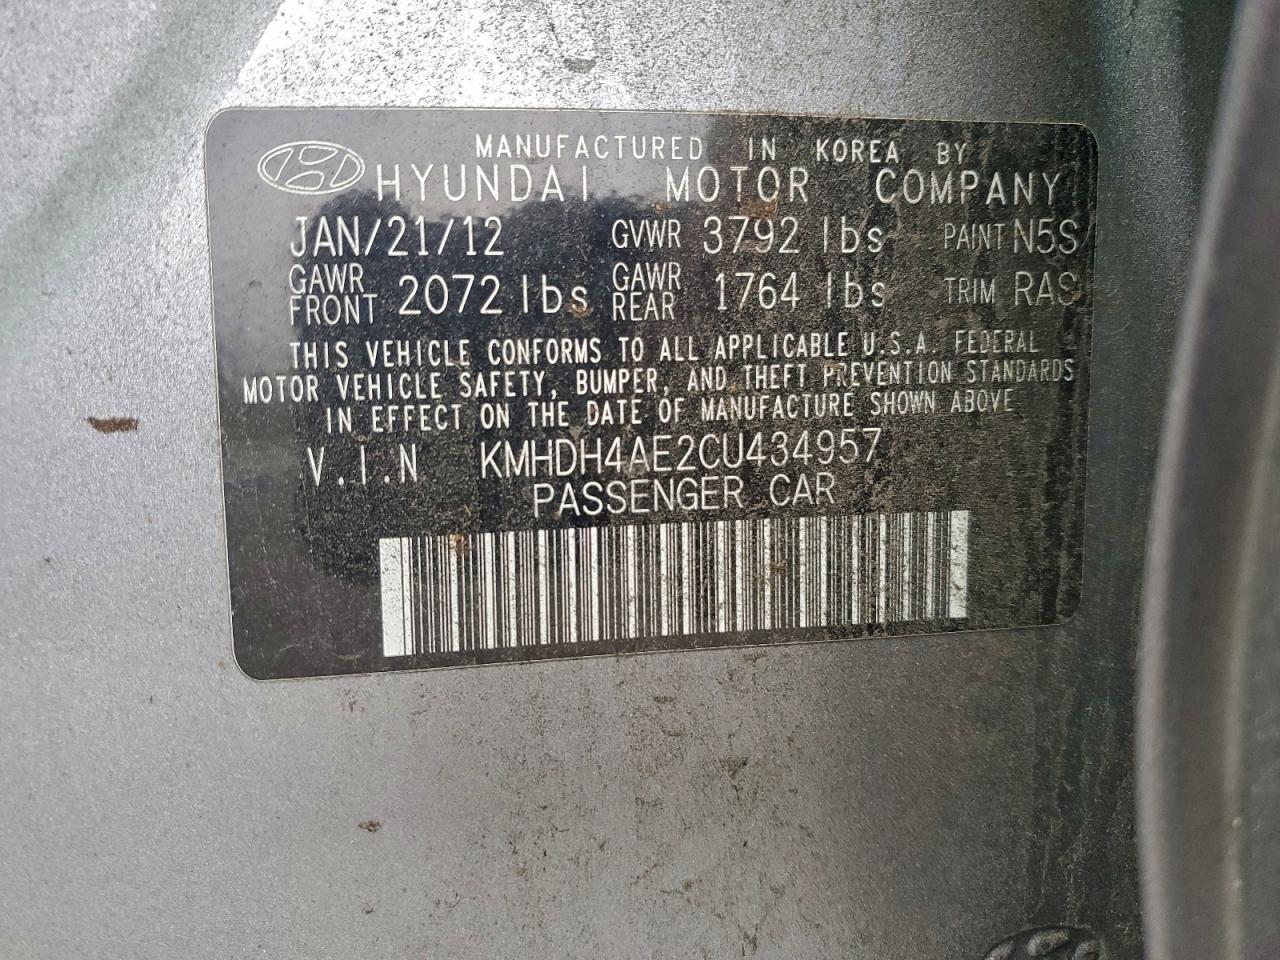 MANUFACTURED IN KOREA BY
HYUNDAI MOTOR COMPANY
JAN/21/12 GVWR 3792 lbs PAINT N5S
GAWR FRONT 2072 lbs GAWR REAR 1764 lbs TRIM RAS
THIS VEHICLE CONFORMS TO ALL APPLICABLE U.S.A. FEDERAL
MOTOR VEHICLE SAFETY, BUMPER, AND THEFT PREVENTION STANDARDS
IN EFFECT ON THE DATE OF MANUFACTURE SHOWN ABOVE
V.I.N KMHDH4AE2CU434957
PASSENGER CAR